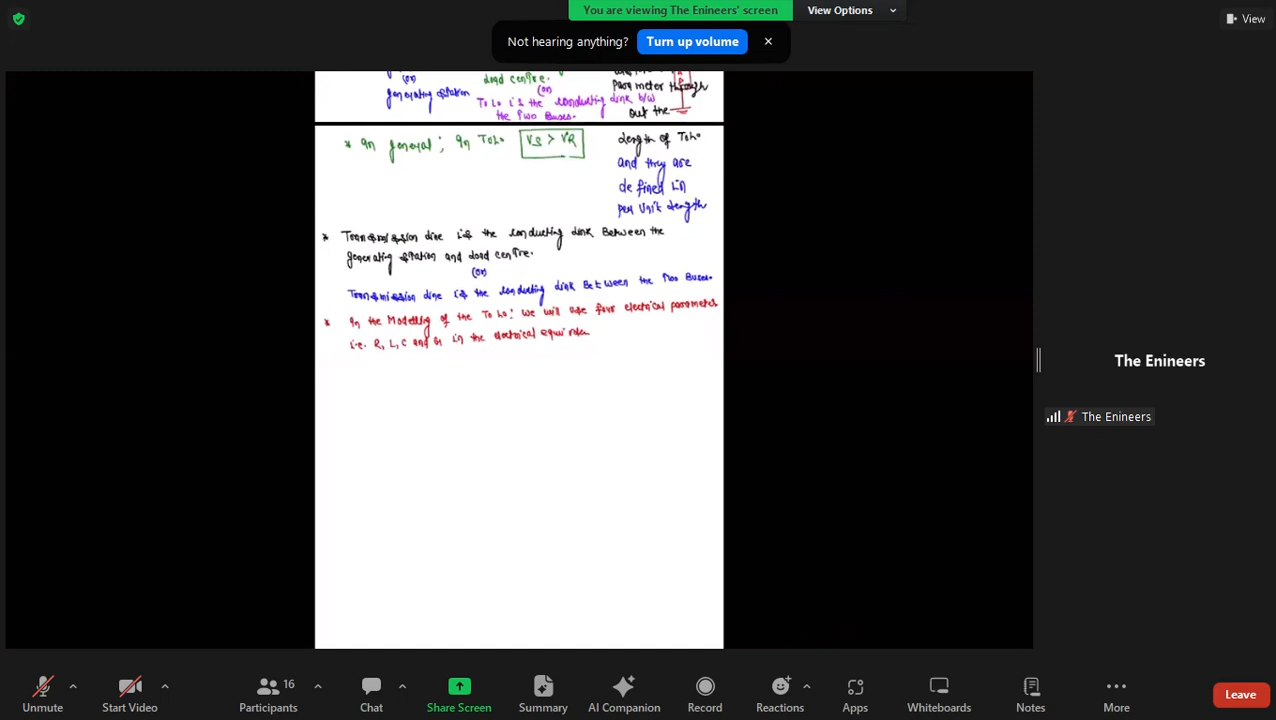 You are viewing The Enineers' screen
View Options
View
Not hearing anything? Turn up volume
(or)
generating station
Load centre.
(or)
T.L. is the conducting link b/w
the Two Buses.
Parameter through
out the
Length of T.L.
and they are
defined in
per Unit Length
* In general; In T.L. VS > VR
* Transmission Line is the conducting link Between the
generating station and Load centre.
(or)
Transmission Line is the conducting link Between the Two Buses.
* In the Modelling of the T.L.; we will use four electrical parameter
i.e. R, L, C and G in the electrical
The Enineers
The Enineers
Unmute
Start Video
16
Participants
Chat
Share Screen
Summary
AI Companion
Record
Reactions
Apps
Whiteboards
Notes
More
Leave